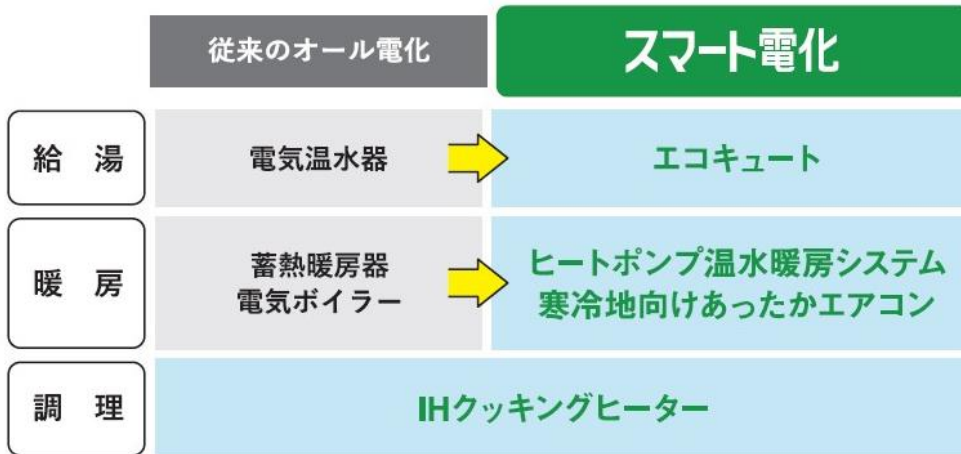 従来のオール電化
スマート電化
給 湯
電気温水器
エコキュート
暖 房
蓄熱暖房器
電気ボイラー
ヒートポンプ温水暖房システム
寒冷地向けあったかエアコン
調 理
IHクッキングヒーター